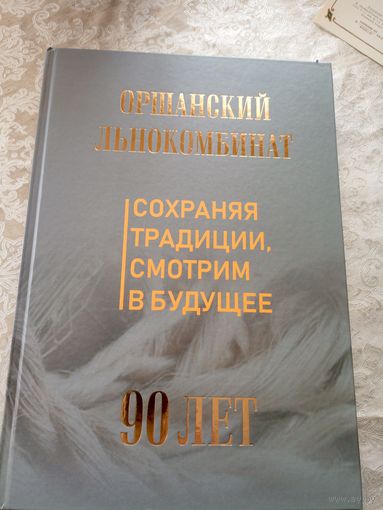 ОРШАНСКИЙ
ЛЬНОКОМБИНАТ
СОХРАНЯЯ
ТРАДИЦИИ,
СМОТРИМ
В БУДУЩЕЕ
90 ЛЕТ